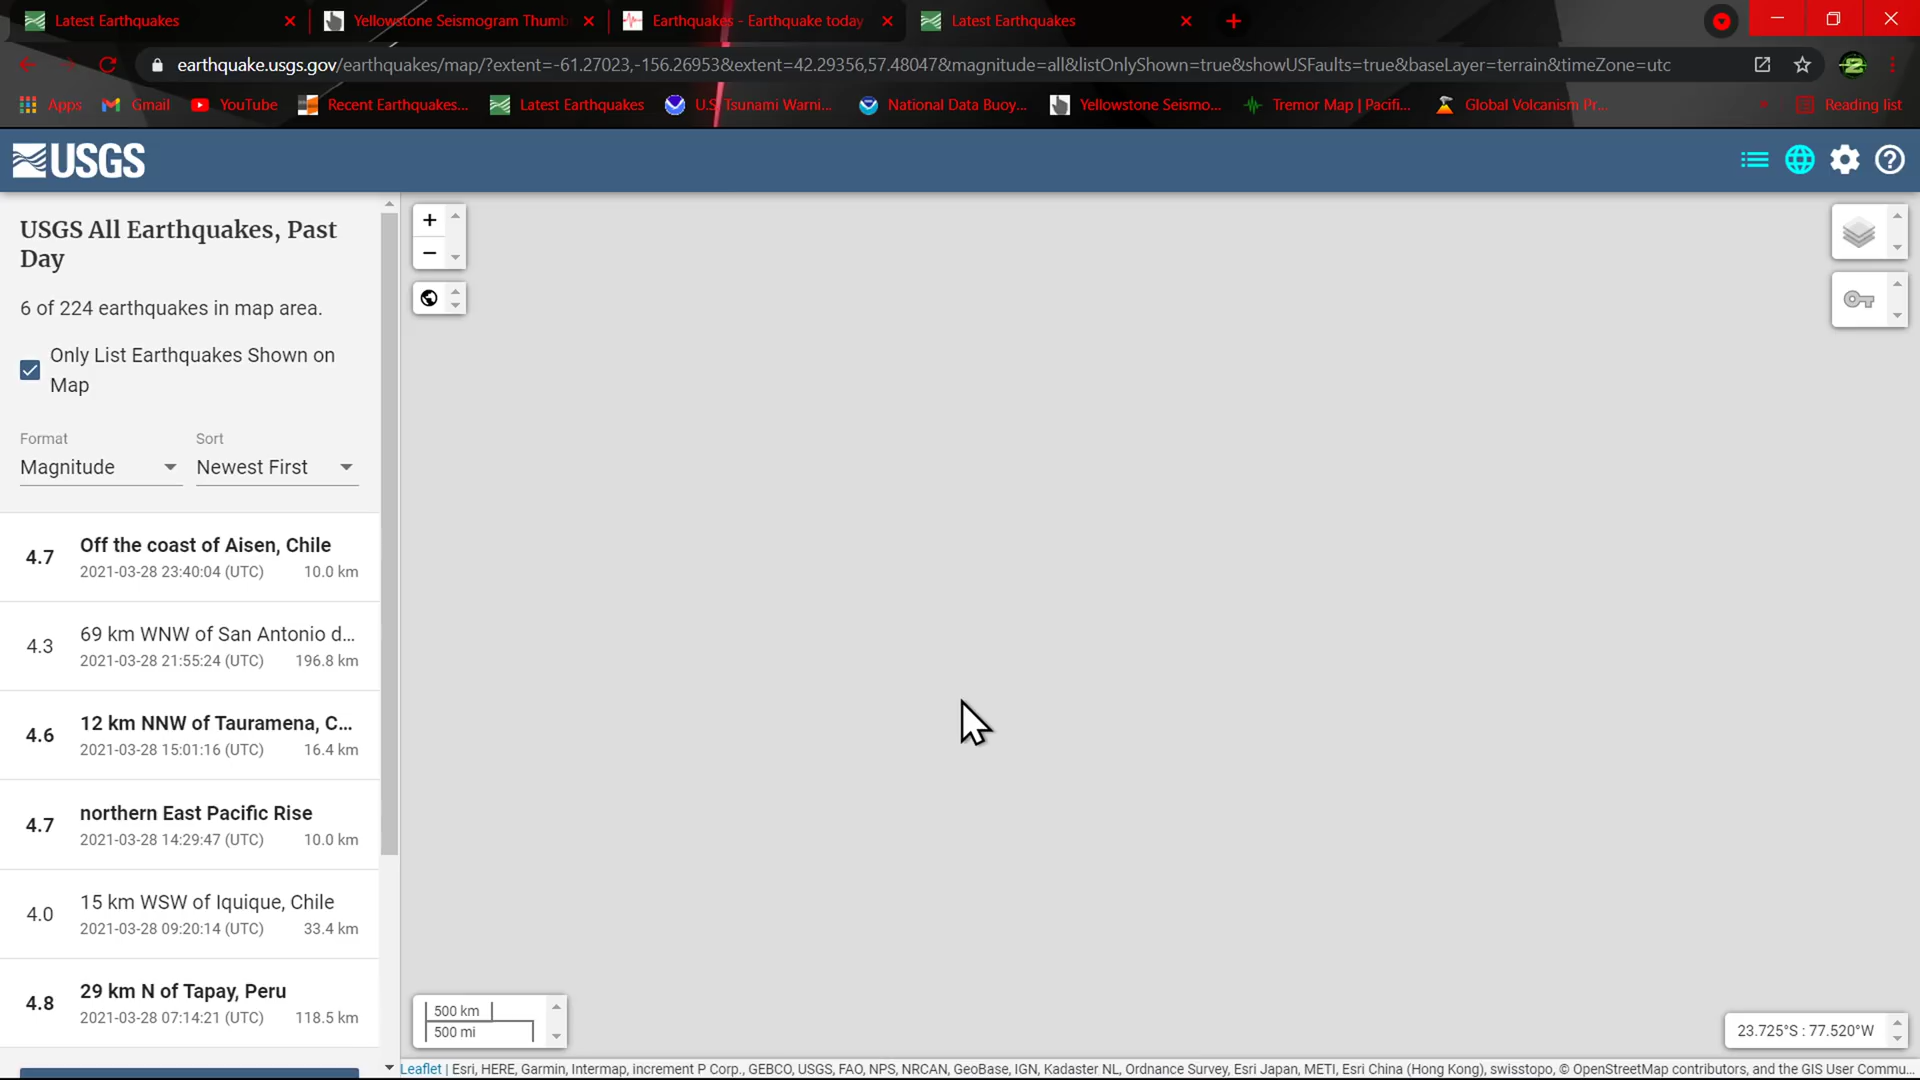 Latest Earthquakes
Yellowstone Seismogram Thumb
Earthquakes - Earthquake today
Latest Earthquakes
earthquake.usgs.gov/earthquakes/map/?extent=-61.27023,-156.26953&extent=42.29356,57.48047&magnitude=all&listOnlyShown=true&showUSFaults=true&baseLayer=terrain&timeZone=utc
Apps
Gmail
YouTube
Recent Earthquakes...
Latest Earthquakes
U.S. Tsunami Warni...
National Data Buoy...
Yellowstone Seismo...
Tremor Map | Pacifi...
Global Volcanism Pr...
Reading list
USGS
USGS All Earthquakes, Past
Day
6 of 224 earthquakes in map area.
Only List Earthquakes Shown on
Map
Format
Sort
Magnitude
Newest First
4.7
Off the coast of Aisen, Chile
2021-03-28 23:40:04 (UTC) 10.0 km
4.3
69 km WNW of San Antonio d...
2021-03-28 21:55:24 (UTC) 196.8 km
4.6
12 km NNW of Tauramena, C...
2021-03-28 15:01:16 (UTC) 16.4 km
4.7
northern East Pacific Rise
2021-03-28 14:29:47 (UTC) 10.0 km
4.0
15 km WSW of Iquique, Chile
2021-03-28 09:20:14 (UTC) 33.4 km
4.8
29 km N of Tapay, Peru
2021-03-28 07:14:21 (UTC) 118.5 km
+
−
500 km
500 mi
23.725°S : 77.520°W
Leaflet | Esri, HERE, Garmin, Intermap, increment P Corp., GEBCO, USGS, FAO, NPS, NRCAN, GeoBase, IGN, Kadaster NL, Ordnance Survey, Esri Japan, METI, Esri China (Hong Kong), swisstopo, © OpenStreetMap contributors, and the GIS User Commu...